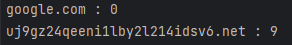 google.com : 0
uj9gz24qeeni1lby2l214idsv6.net : 9